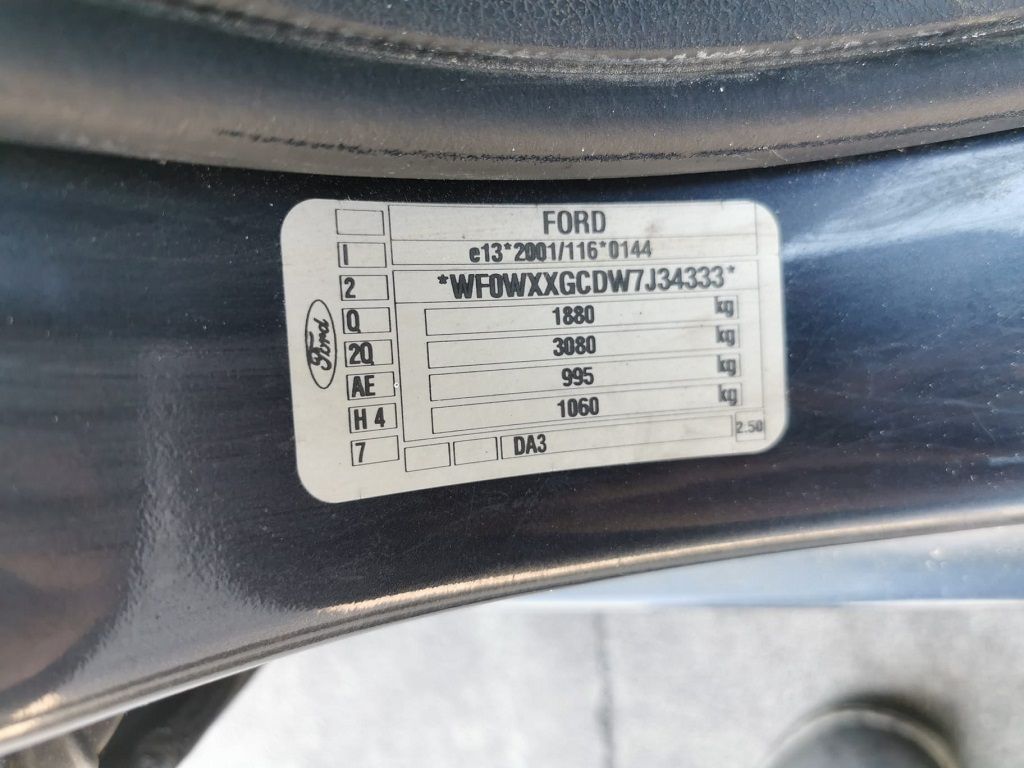 FORD
1 e13*2001/116*0144
2 *WF0WXXGCDW7J34333*
Q 1880 kg
2Q 3080 kg
AE 995 kg
H 4 1060 kg
7 DA3 2.50
Ford